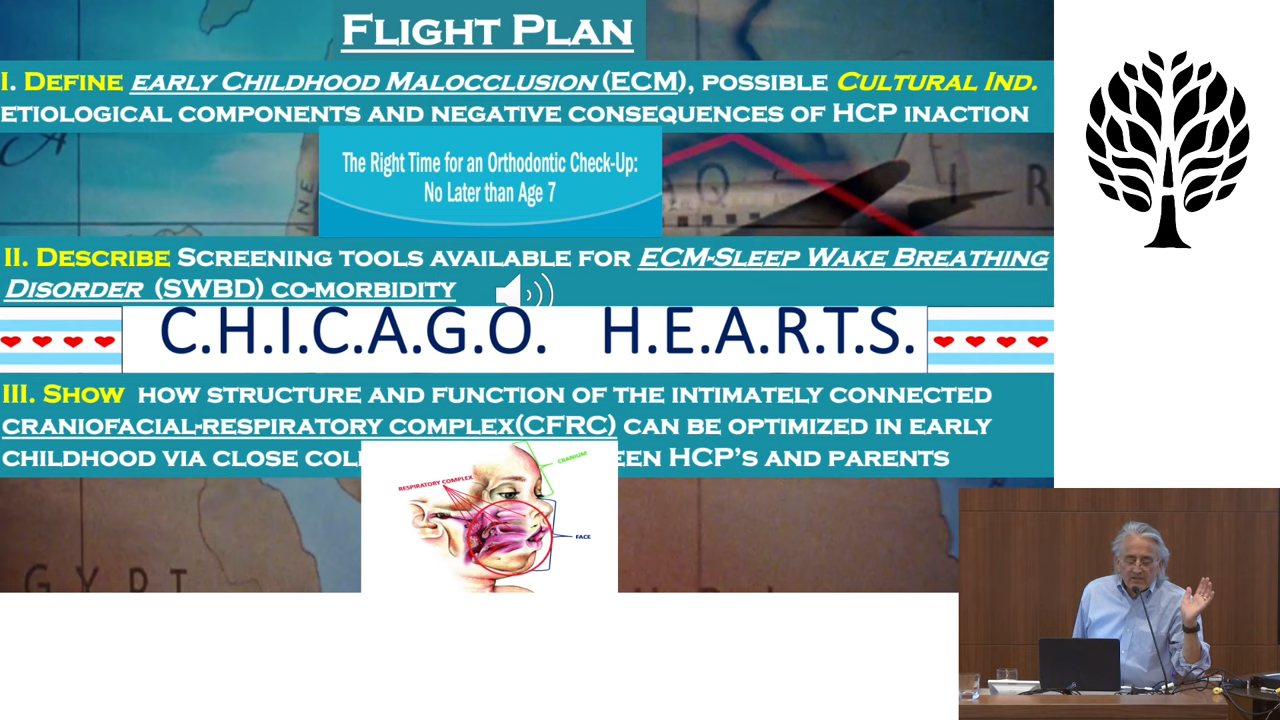 FLIGHT PLAN
I. DEFINE EARLY CHILDHOOD MALOCCLUSION (ECM), POSSIBLE CULTURAL IND.
ETIOLOGICAL COMPONENTS AND NEGATIVE CONSEQUENCES OF HCP INACTION
The Right Time for an Orthodontic Check-Up:
No Later than Age 7
II. DESCRIBE SCREENING TOOLS AVAILABLE FOR ECM-SLEEP WAKE BREATHING
DISORDER (SWBD) CO-MORBIDITY
C.H.I.C.A.G.O. H.E.A.R.T.S.
III. SHOW HOW STRUCTURE AND FUNCTION OF THE INTIMATELY CONNECTED
CRANIOFACIAL-RESPIRATORY COMPLEX(CFRC) CAN BE OPTIMIZED IN EARLY
CHILDHOOD VIA CLOSE HCP'S AND PARENTS
CRANIUM
RESPIRATORY COMPLEX
FACE
GYPT